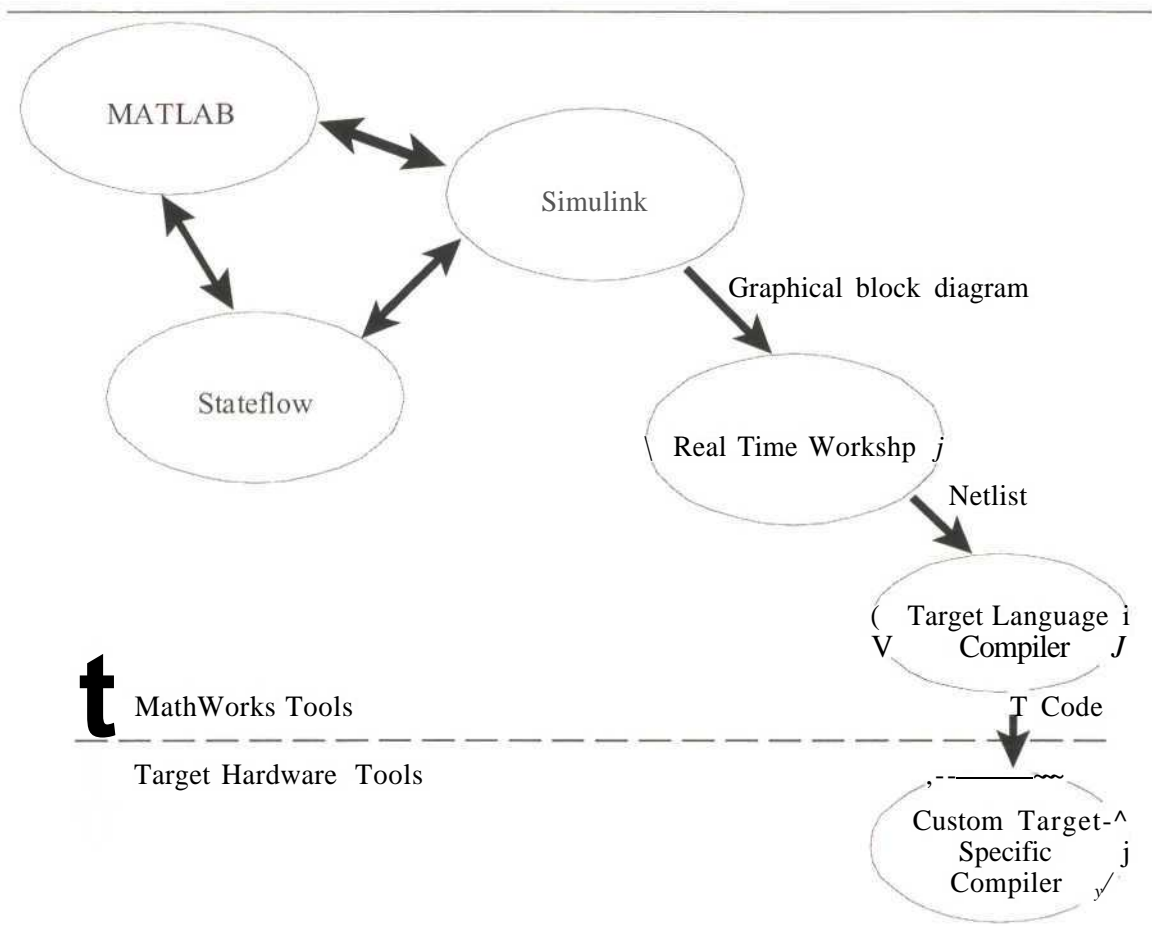 MATLAB
Simulink
Graphical block diagram
Stateflow
\ Real Time Workshp j
Netlist
( Target Language i
V Compiler J
t MathWorks Tools
T Code
Target Hardware Tools
,--———~~
Custom Target-^
Specific j
Compiler y/